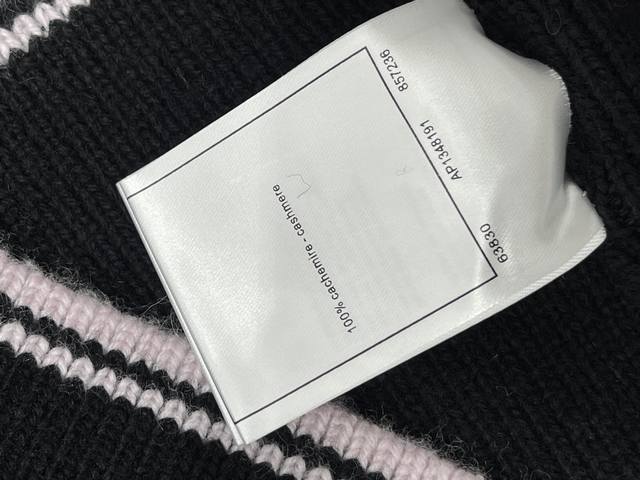 857236
AP1348191
63830
100% cachemire - cashmere